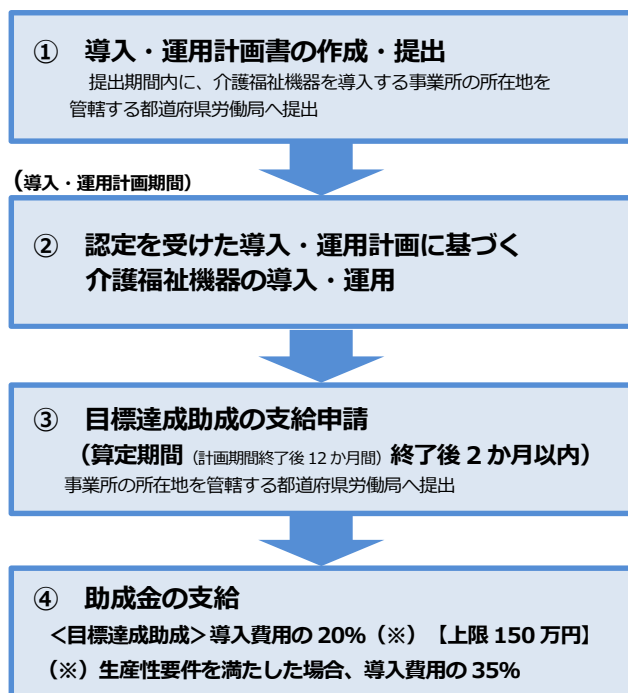 ① 導入・運用計画書の作成・提出
提出期間内に、介護福祉機器を導入する事業所の所在地を
管轄する都道府県労働局へ提出
(導入・運用計画期間)
② 認定を受けた導入・運用計画に基づく
介護福祉機器の導入・運用
③ 目標達成助成の支給申請
（算定期間（計画期間終了後12か月間）終了後2か月以内）
事業所の所在地を管轄する都道府県労働局へ提出
④ 助成金の支給
＜目標達成助成＞導入費用の20%（※）【上限150万円】
（※）生産性要件を満たした場合、導入費用の35%